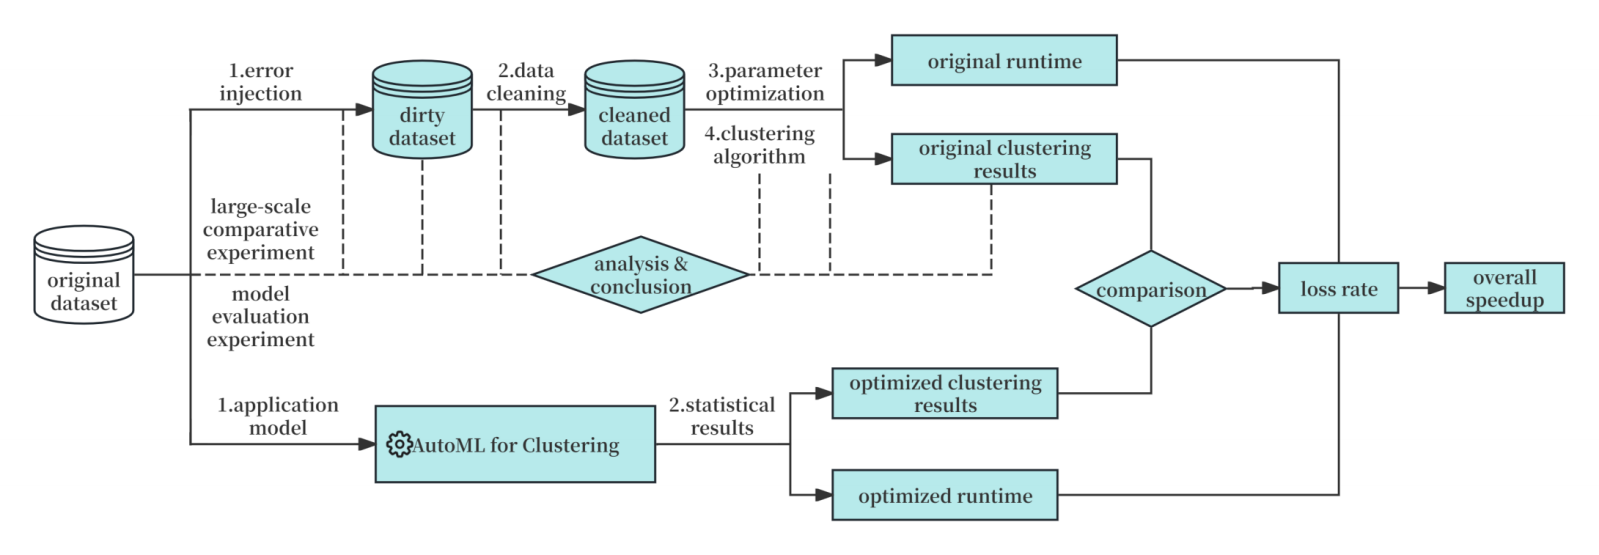 1.error
injection
dirty
dataset
2.data
cleaning
cleaned
dataset
3.parameter
optimization
4.clustering
algorithm
original runtime
original clustering
results
large-scale
comparative
experiment
original
dataset
model
evaluation
experiment
analysis &
conclusion
comparison
loss rate
overall
speedup
1.application
model
AutoML for Clustering
2.statistical
results
optimized clustering
results
optimized runtime